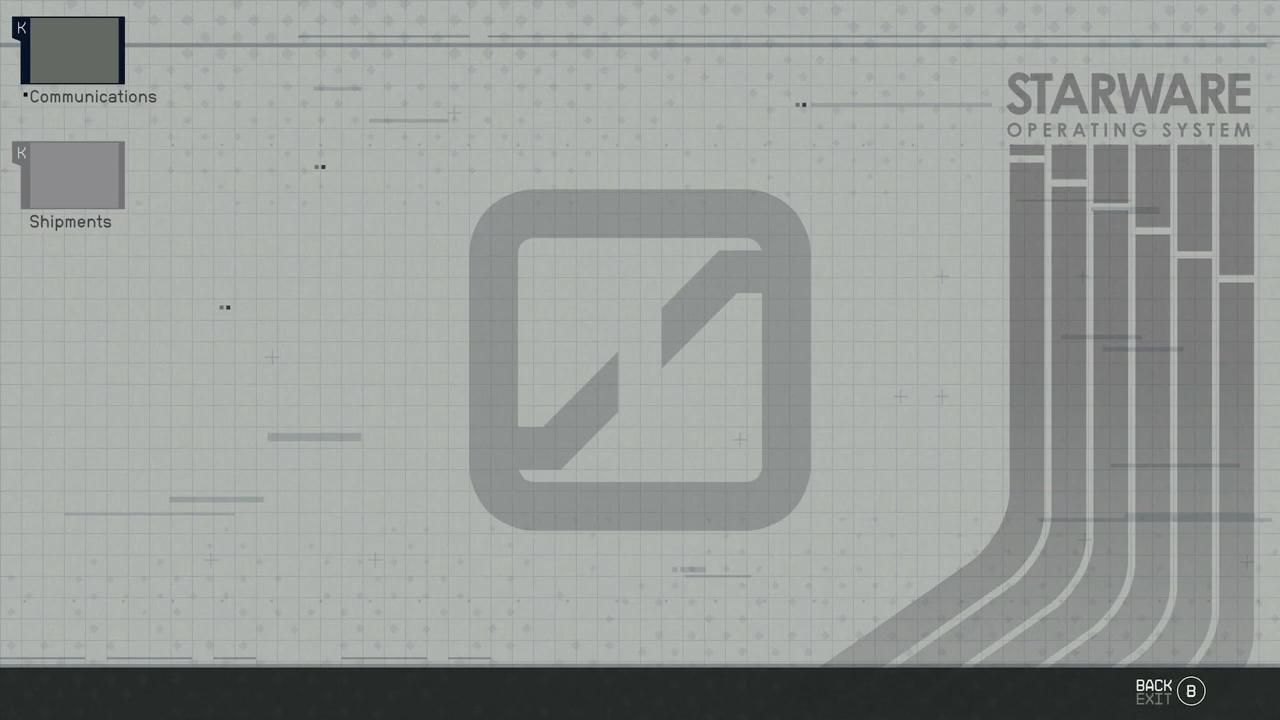 K
Communications
K
Shipments
STARWARE
OPERATING SYSTEM
BACK
EXIT
B